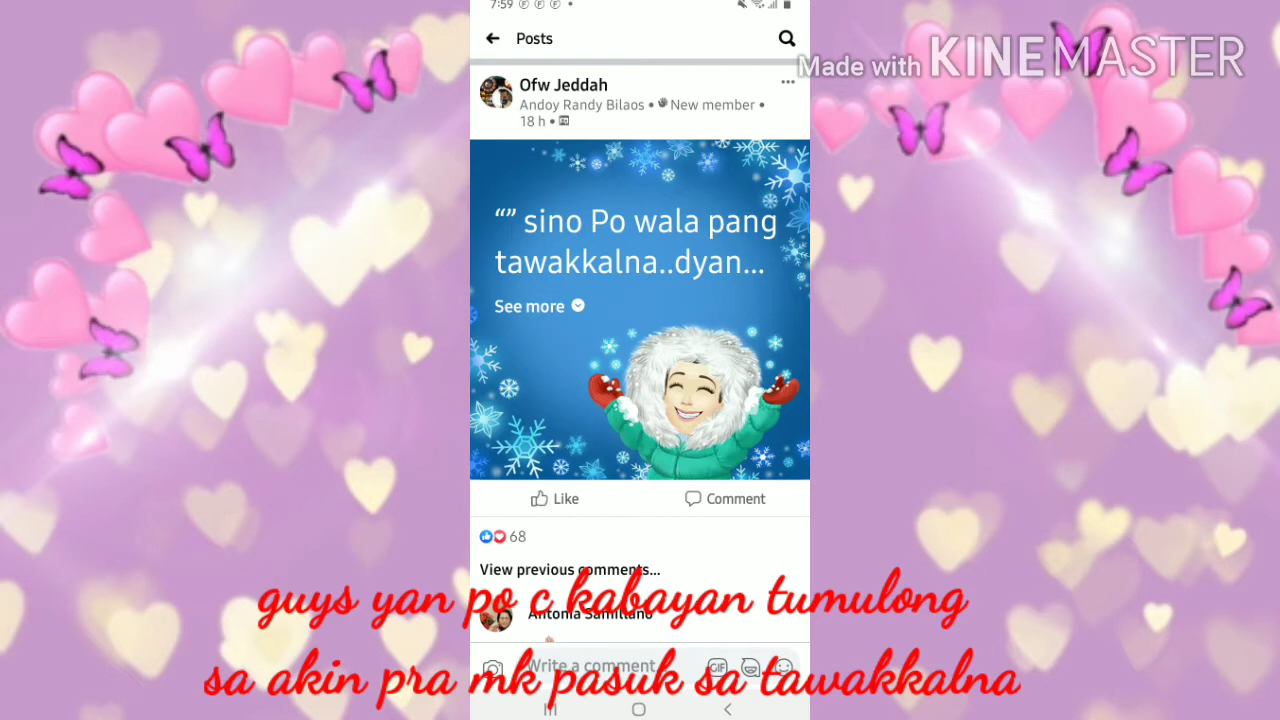 7:59
Posts
Made with KINEMASTER
Ofw Jeddah
Andoy Randy Bilaos • New member •
18 h •
“” sino Po wala pang
tawakkalna..dyan...
See more
Like Comment
68
View previous comments...
Antonia Samillano
guys yan po c kabayan tumulong
Write a comment
GIF
sa akin pra mk pasuk sa tawakkalna